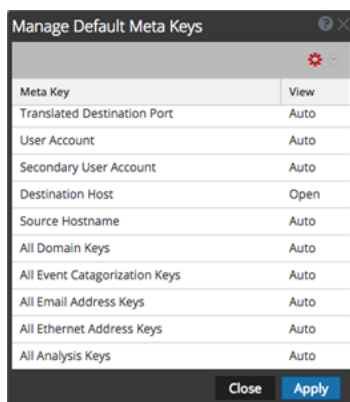 Manage Default Meta Keys
Meta Key View
Translated Destination Port Auto
User Account Auto
Secondary User Account Auto
Destination Host Open
Source Hostname Auto
All Domain Keys Auto
All Event Catagorization Keys Auto
All Email Address Keys Auto
All Ethernet Address Keys Auto
All Analysis Keys Auto
Close Apply